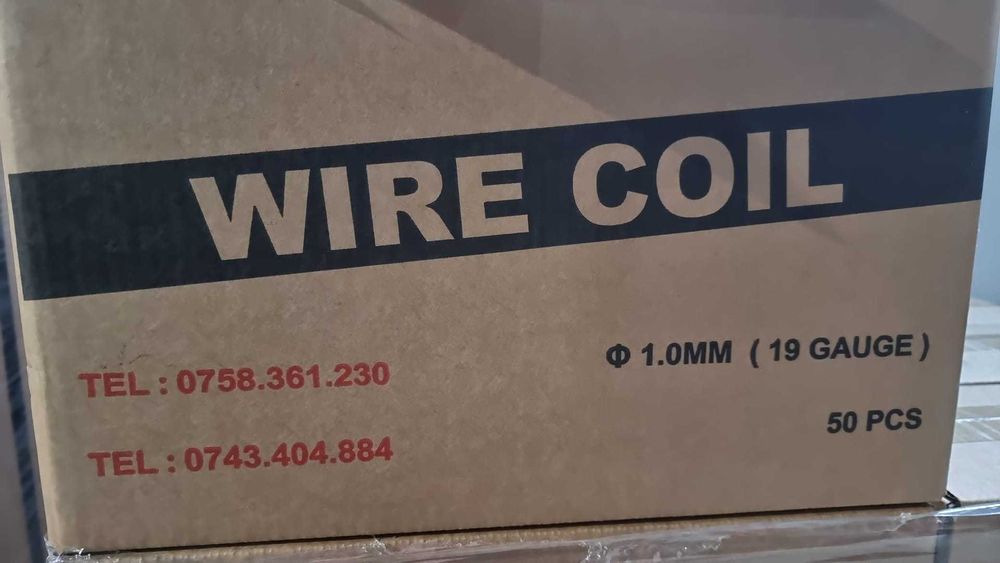 WIRE COIL
Φ 1.0MM ( 19 GAUGE )
TEL : 0758.361.230
50 PCS
TEL : 0743.404.884